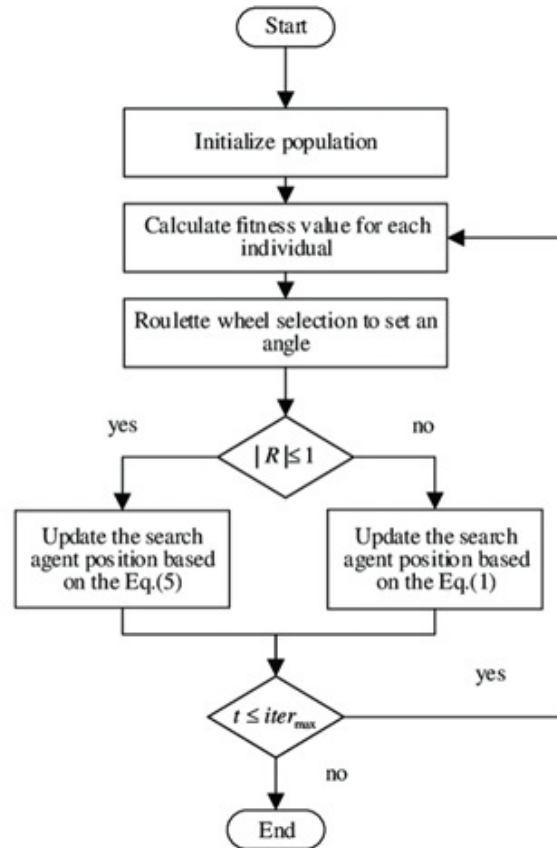 Start
Initialize population
Calculate fitness value for each
individual
Roulette wheel selection to set an
angle
yes
no
| R |≤ 1
Update the search
agent position based
on the Eq.(5)
Update the search
agent position based
on the Eq.(1)
yes
t ≤ iter_max
no
End